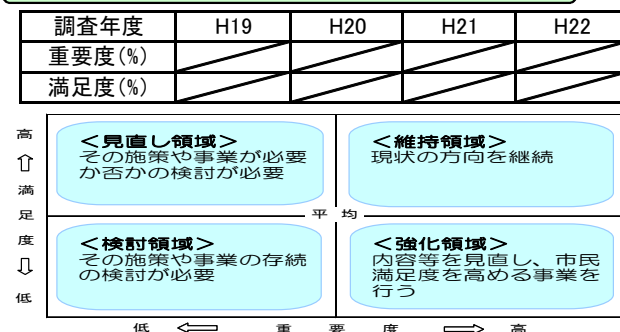 調査年度 H19 H20 H21 H22
重要度(%)
満足度(%)
高
⇧
満
足
度
⇩
低
<見直し領域>
その施策や事業が必要
か否かの検討が必要
<維持領域>
現状の方向を継続
平 均
<検討領域>
その施策や事業の存続
の検討が必要
<強化領域>
内容等を見直し、市民
満足度を高める事業を
行う
低 ⇦ 重 要 度 ⇨ 高